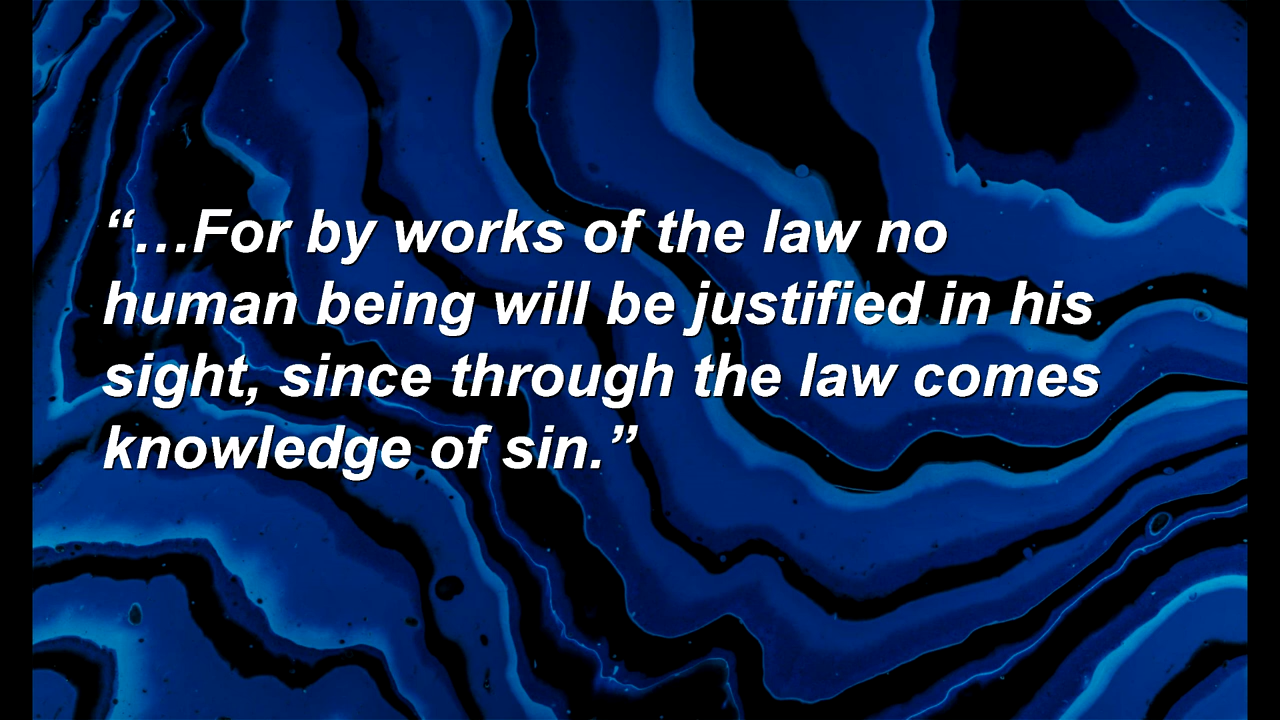 “…For by works of the law no
human being will be justified in his
sight, since through the law comes
knowledge of sin.”